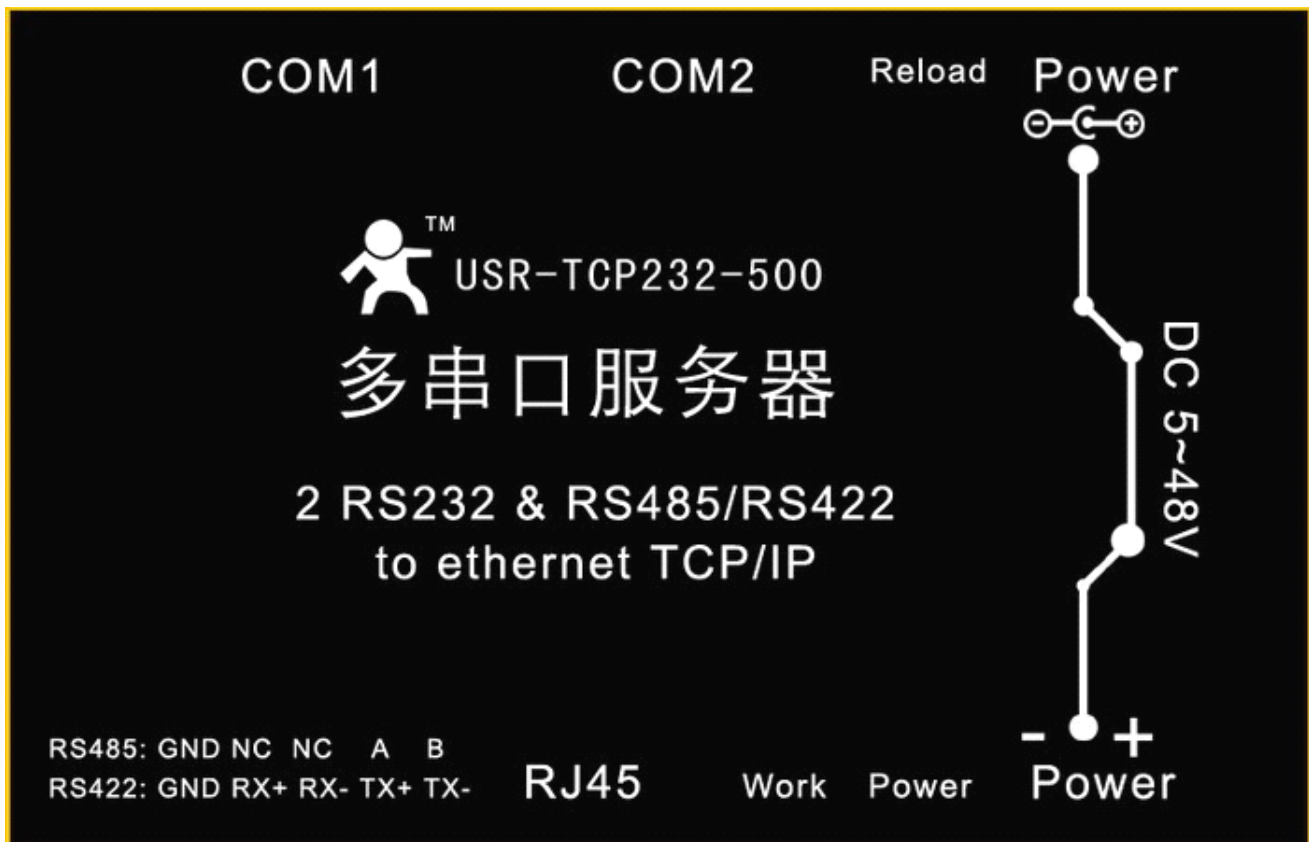 COM1 COM2 Reload Power
TM
USR-TCP232-500
多串口服务器
DC 5~48V
2 RS232 & RS485/RS422
to ethernet TCP/IP
- +
RS485: GND NC NC A B
RS422: GND RX+ RX- TX+ TX-
RJ45 Work Power Power